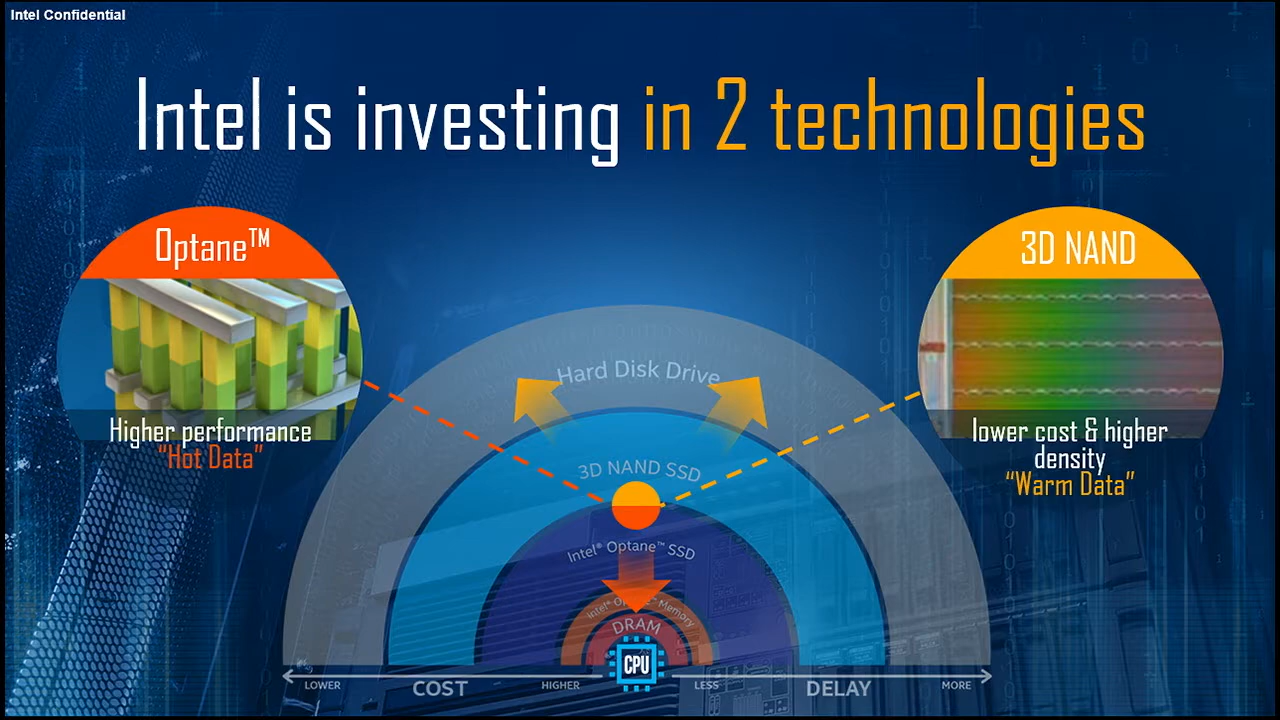 Intel Confidential
Intel is investing in 2 technologies
Optane™
3D NAND
Higher performance
“Hot Data”
lower cost & higher
density
“Warm Data”
Hard Disk Drive
3D NAND SSD
Intel® Optane™ SSD
Intel® Optane™ Memory
DRAM
CPU
LOWER COST HIGHER LESS DELAY MORE